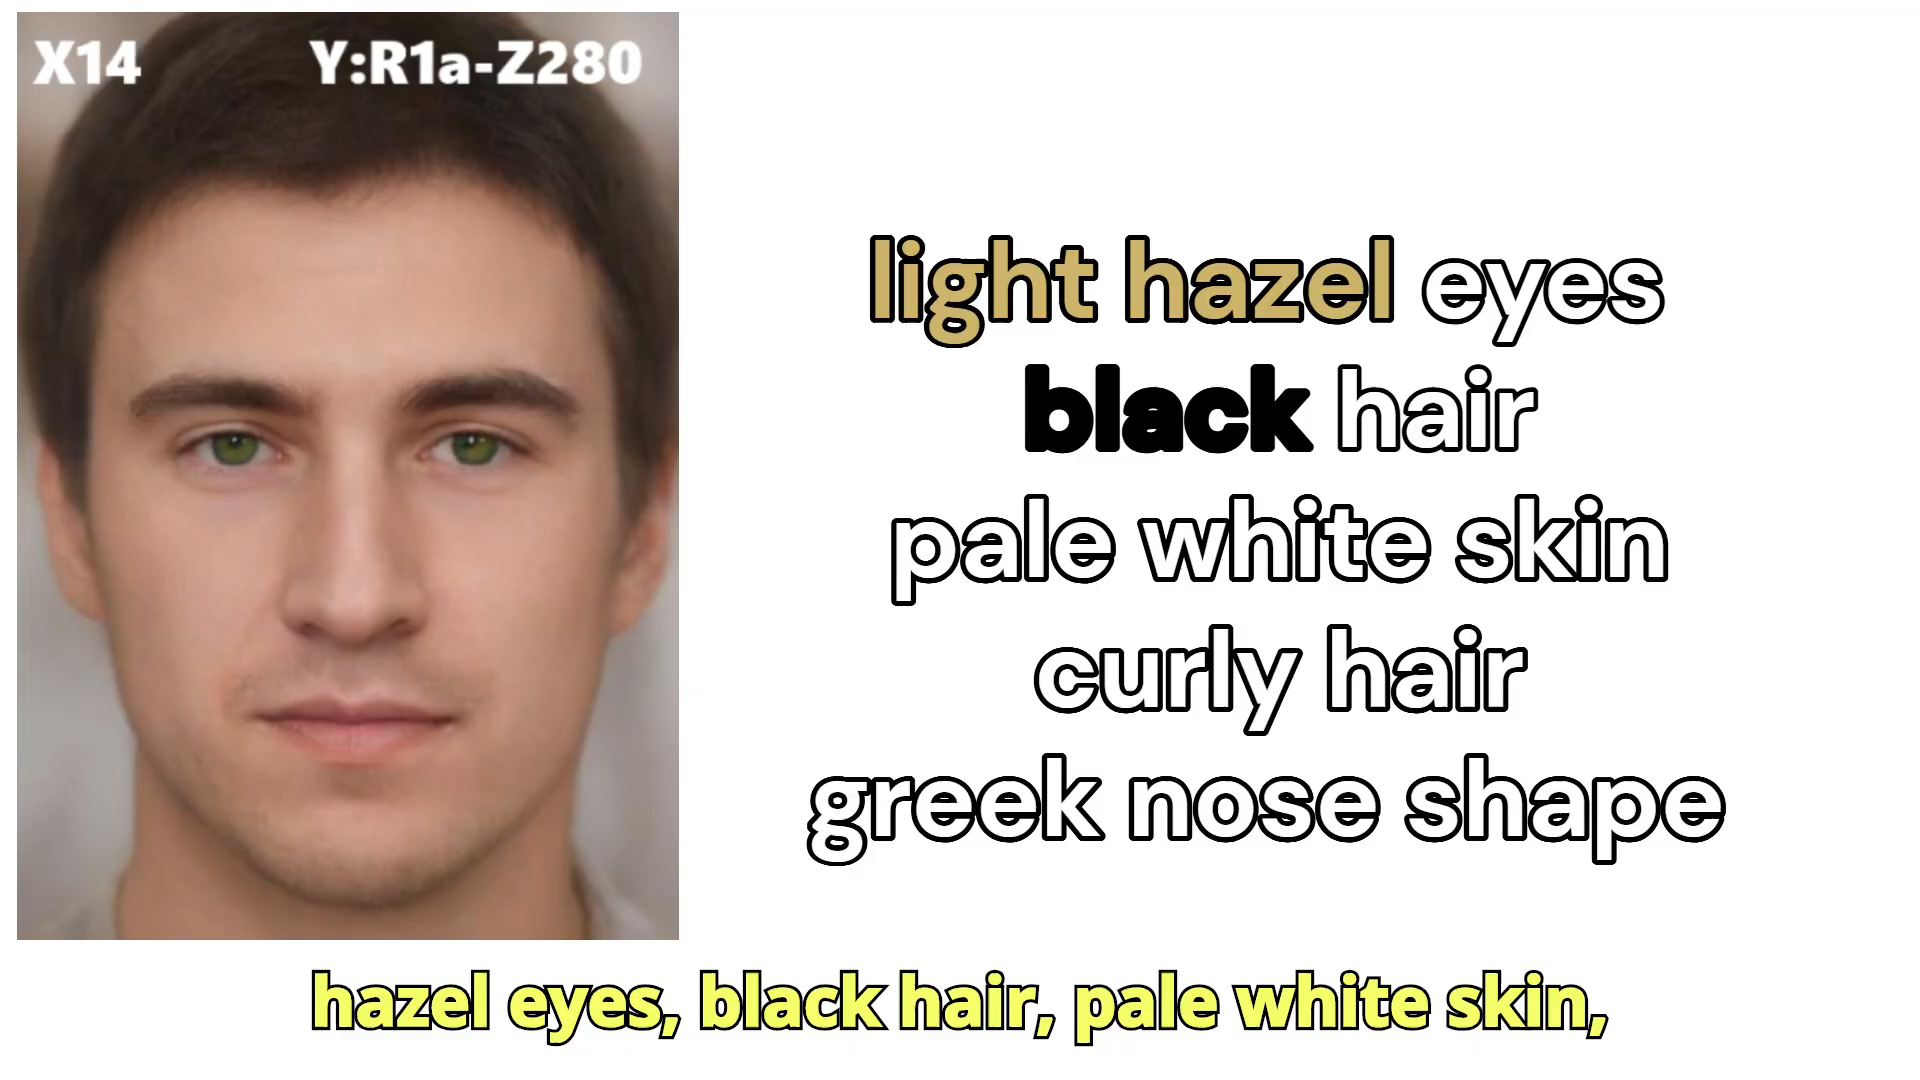 X14 Y:R1a-Z280
light hazel eyes
black hair
pale white skin
curly hair
greek nose shape
hazel eyes, black hair, pale white skin,